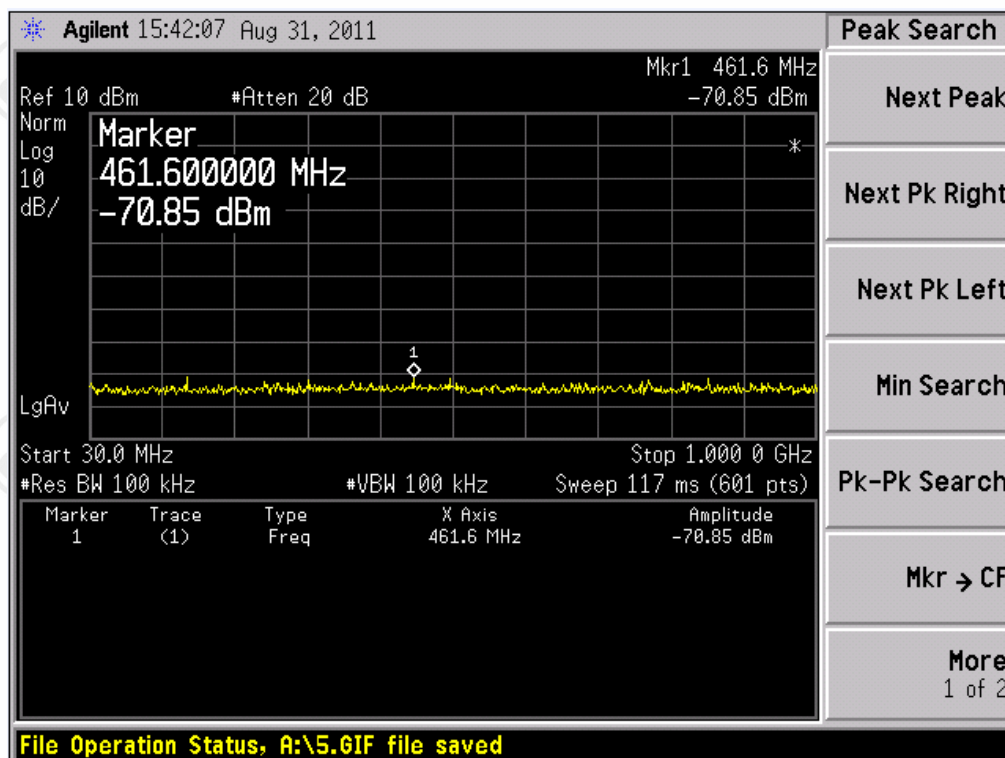 Agilent 15:42:07 Aug 31, 2011
Peak Search
Mkr1 461.6 MHz
Ref 10 dBm #Atten 20 dB -70.85 dBm
Norm
Log
10
dB/
Marker
461.600000 MHz
-70.85 dBm
*
1
LgAv
Start 30.0 MHz Stop 1.000 0 GHz
#Res BW 100 kHz #VBW 100 kHz Sweep 117 ms (601 pts)
Marker Trace Type X Axis Amplitude
1 (1) Freq 461.6 MHz -70.85 dBm
Next Peak
Next Pk Right
Next Pk Left
Min Search
Pk-Pk Search
Mkr → CF
More
1 of 2
File Operation Status, A:\5.GIF file saved